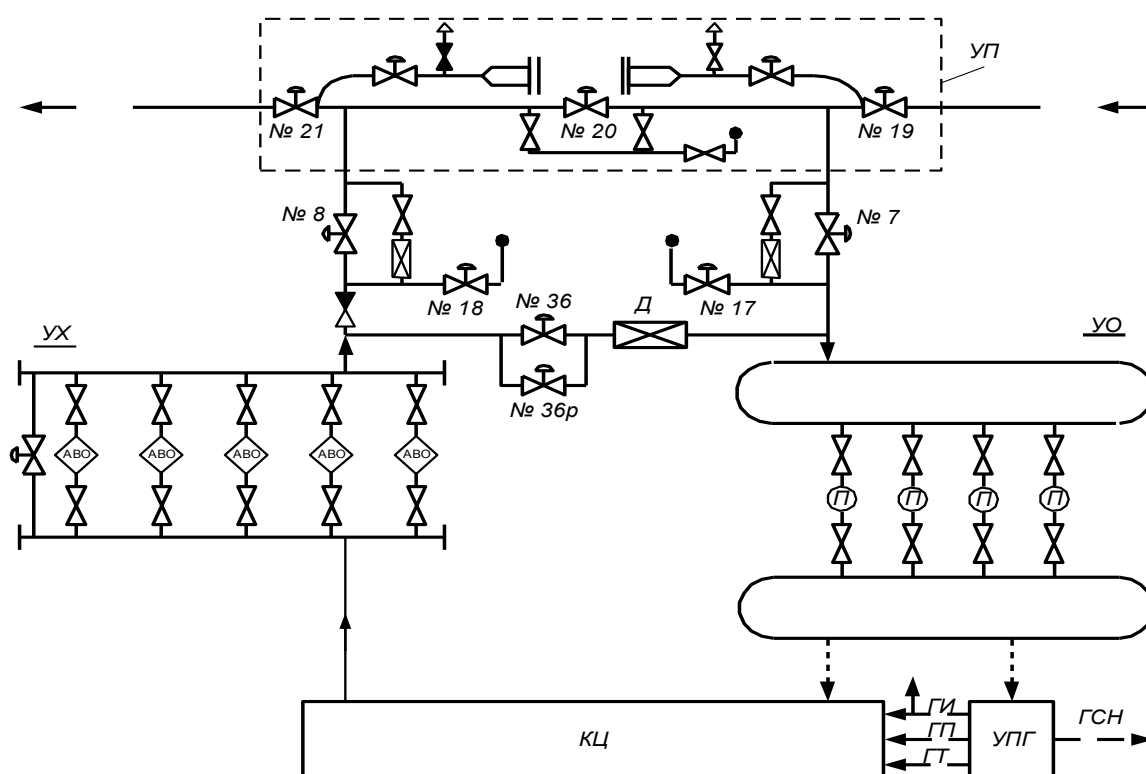 УП
№ 21
№ 20
№ 19
№ 8
№ 7
№ 18
№ 36
Д
№ 17
УХ
УО
№ 36р
АВО
АВО
АВО
АВО
АВО
П
П
П
П
ГИ
ГСН
КЦ
ГП
УПГ
ГТ